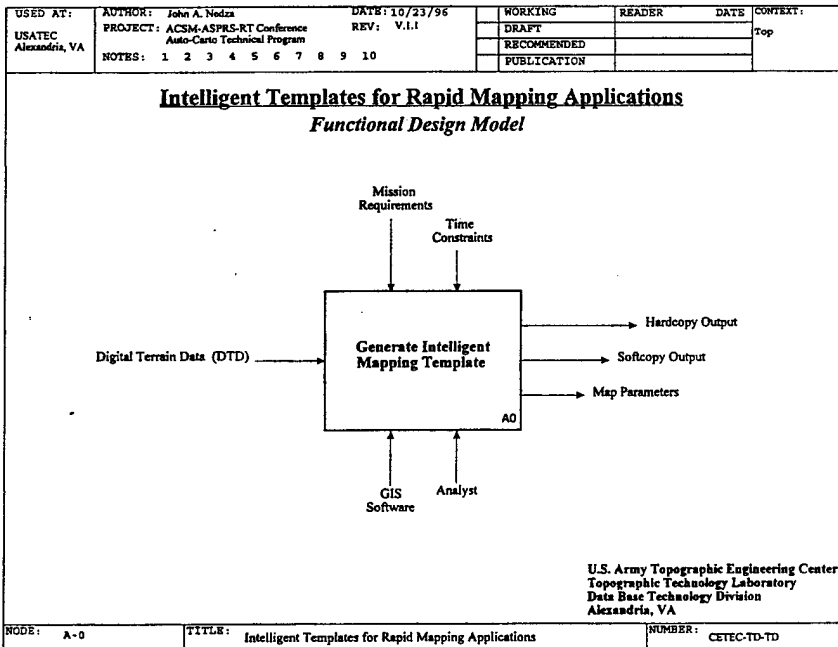 USED AT:
USATEC
Alexandria, VA
AUTHOR: John A. Nedza
DATE: 10/23/96
PROJECT: ACSM-ASPRS-RT Conference
Auto-Carto Technical Program
REV: V.1.1
NOTES: 1 2 3 4 5 6 7 8 9 10
WORKING
DRAFT
RECOMMENDED
PUBLICATION
READER DATE
CONTEXT:
Top
Intelligent Templates for Rapid Mapping Applications
Functional Design Model
Mission
Requirements
Time
Constraints
Digital Terrain Data (DTD)
Generate Intelligent
Mapping Template
A0
Hardcopy Output
Softcopy Output
Map Parameters
GIS
Software
Analyst
U.S. Army Topographic Engineering Center
Topographic Technology Laboratory
Data Base Technology Division
Alexandria, VA
NODE: A-0
TITLE: Intelligent Templates for Rapid Mapping Applications
NUMBER: CETEC-TD-TD